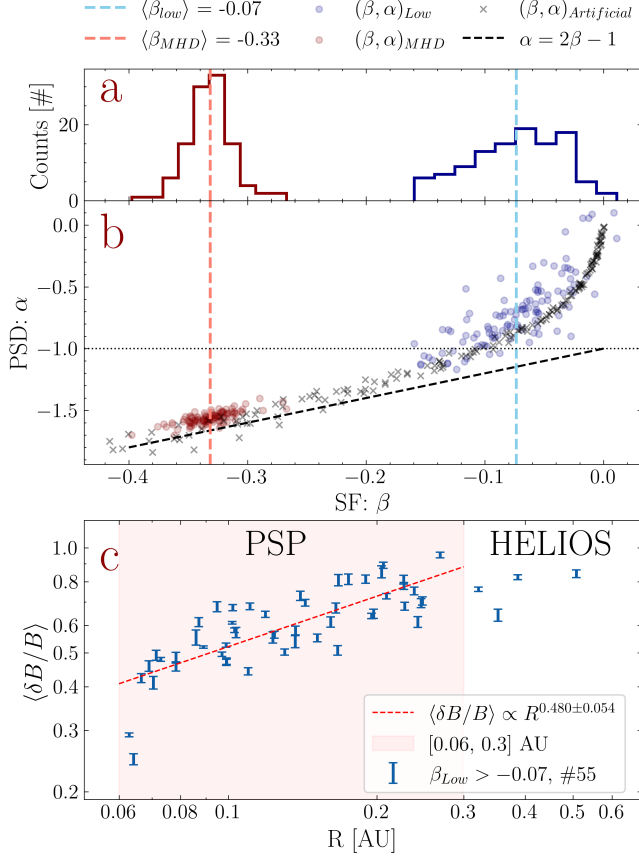 ⟨β_low⟩ = -0.07 (β, α)_Low (β, α)_Artificial
⟨β_MHD⟩ = -0.33 (β, α)_MHD α = 2β − 1
a
Counts [#]
20
0
b
PSD: α
0.0
−0.5
−1.0
−1.5
−0.4 −0.3 −0.2 −0.1 0.0
SF: β
c
PSP HELIOS
⟨δB/B⟩
1.0
0.8
0.6
0.5
0.4
0.3
0.2
⟨δB/B⟩ ∝ R^0.480±0.054
[0.06, 0.3] AU
β_Low > −0.07, #55
0.06 0.08 0.1 0.2 0.3 0.4 0.5 0.6
R [AU]